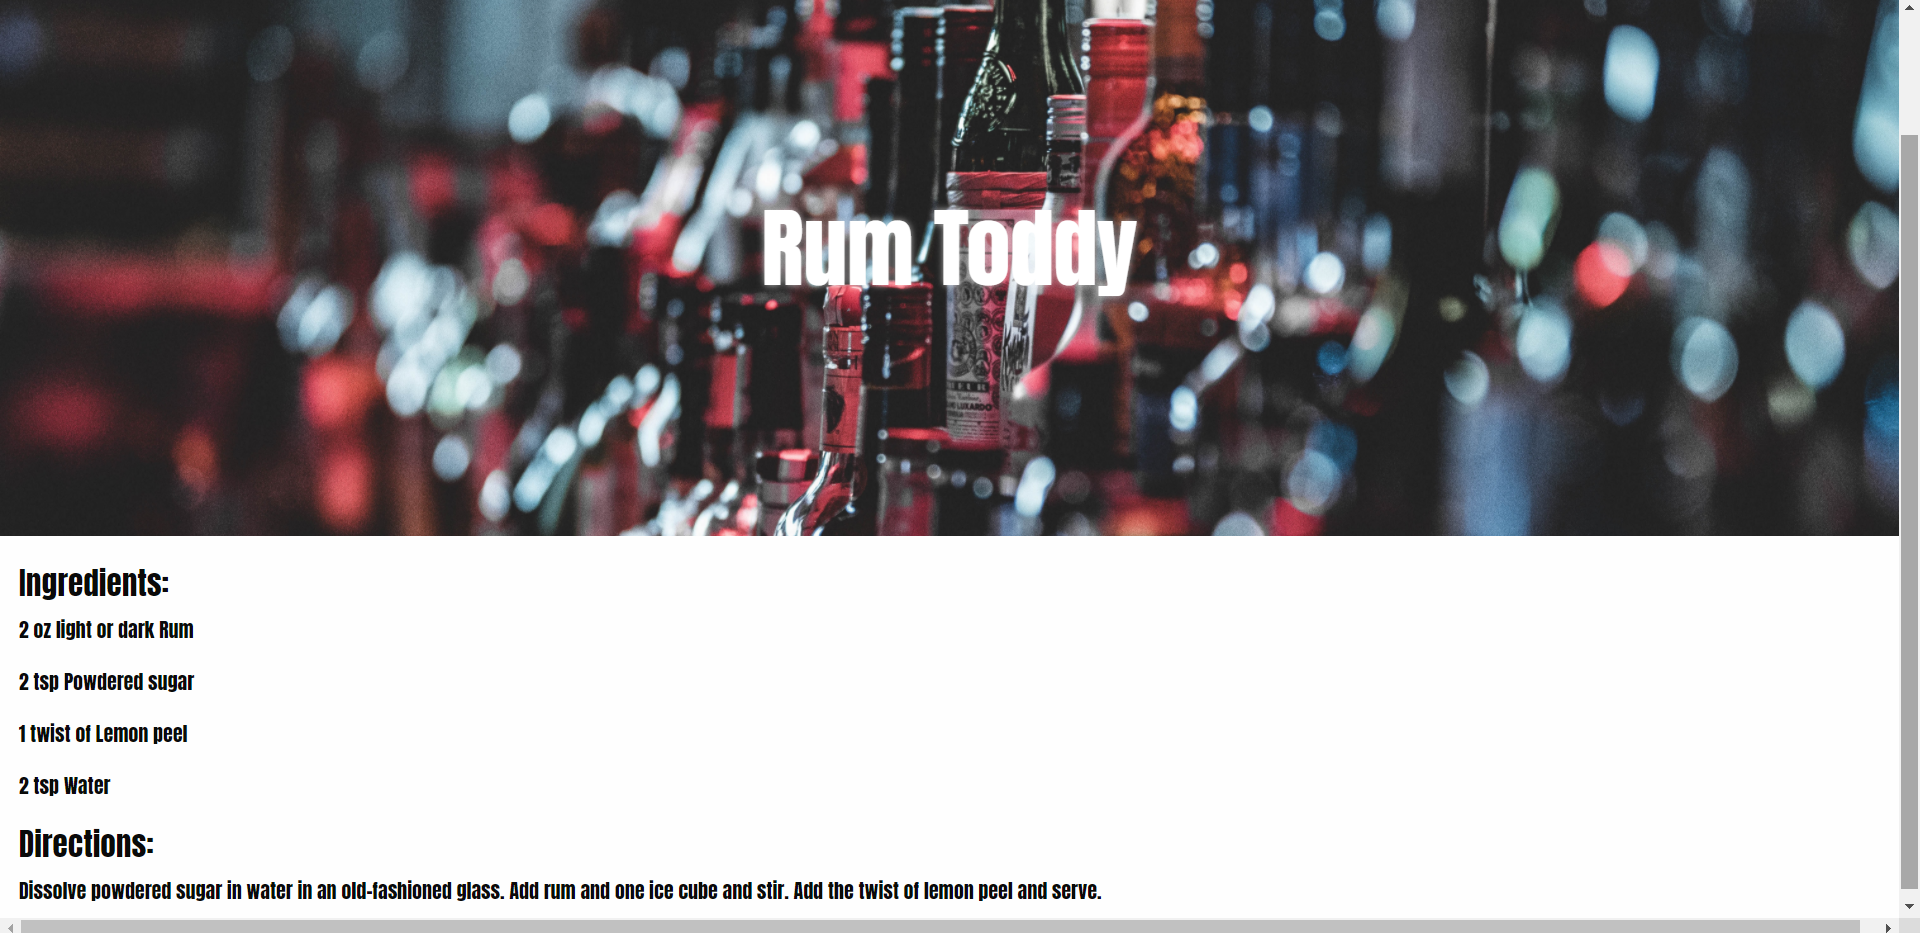 Rum Toddy
LUXARDO
Ingredients:
2 oz light or dark Rum
2 tsp Powdered sugar
1 twist of Lemon peel
2 tsp Water
Directions:
Dissolve powdered sugar in water in an old-fashioned glass. Add rum and one ice cube and stir. Add the twist of lemon peel and serve.